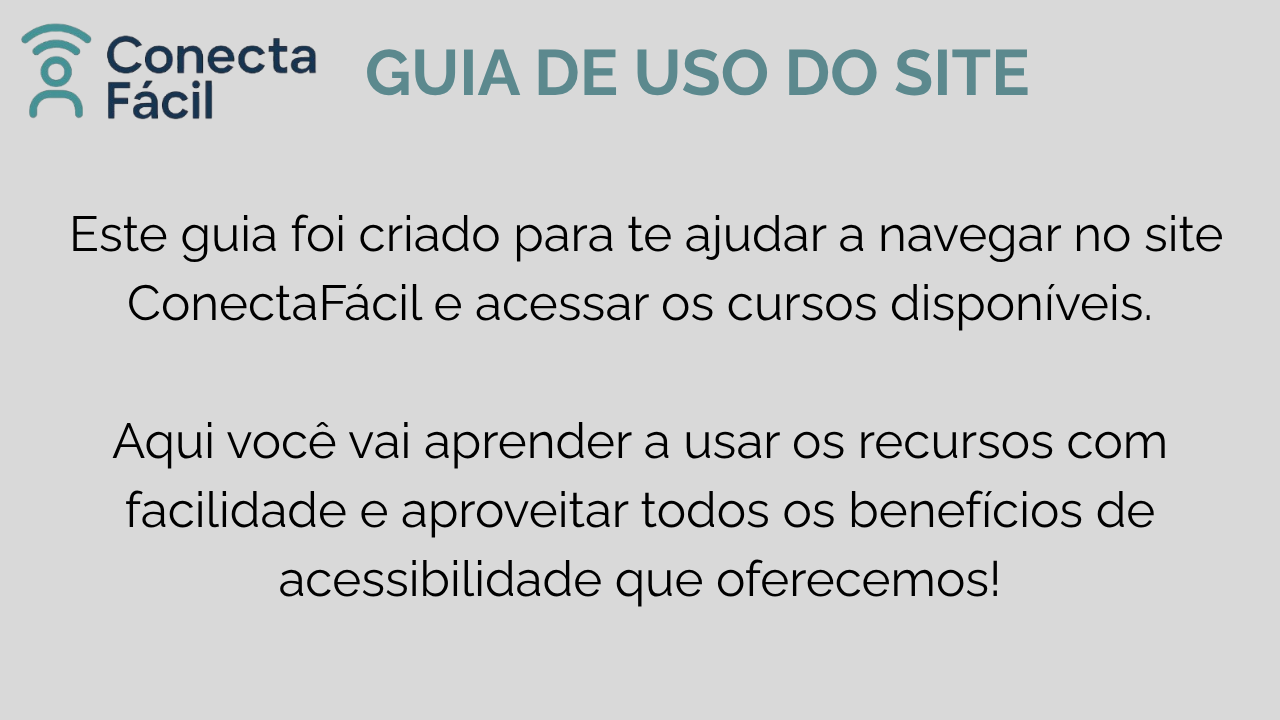 Conecta
Fácil
GUIA DE USO DO SITE
Este guia foi criado para te ajudar a navegar no site
ConectaFácil e acessar os cursos disponíveis.
Aqui você vai aprender a usar os recursos com
facilidade e aproveitar todos os benefícios de
acessibilidade que oferecemos!